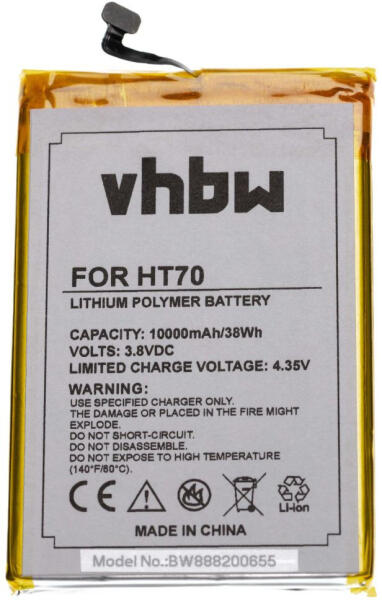 vhbw
FOR HT70
LITHIUM POLYMER BATTERY
CAPACITY: 10000mAh/38Wh
VOLTS: 3.8VDC
LIMITED CHARGE VOLTAGE: 4.35V
WARNING:
USE SPECIFIED CHARGER ONLY.
THE DAMAGE OR PLACED IN THE FIRE MIGHT
EXPLODE.
DO NOT SHORT-CIRCUIT.
DO NOT DISASSEMBLE.
DO NOT EXPOSE TO HIGH TEMPERATURE
(140°F/60°C).
CE Li-ion
MADE IN CHINA
Model No.:BW888200655